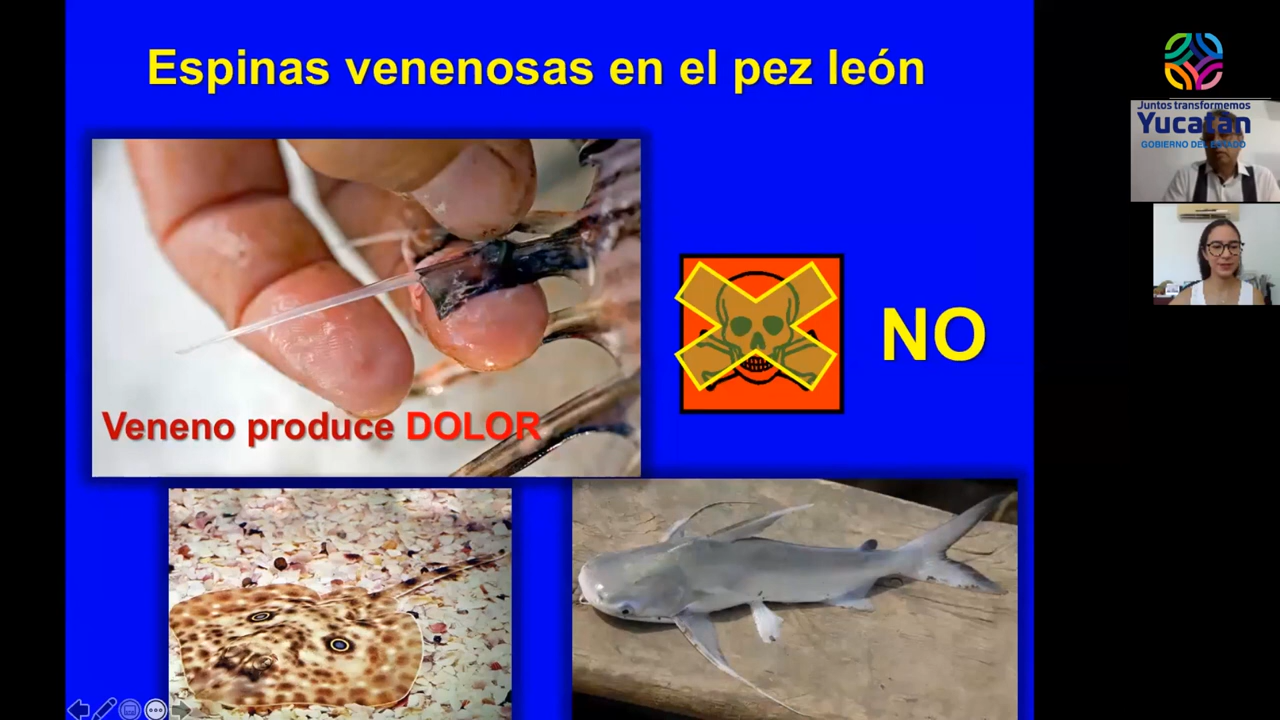 Espinas venenosas en el pez león
Juntos transformemos
Yucatán
GOBIERNO DEL ESTADO
NO
Veneno produce DOLOR